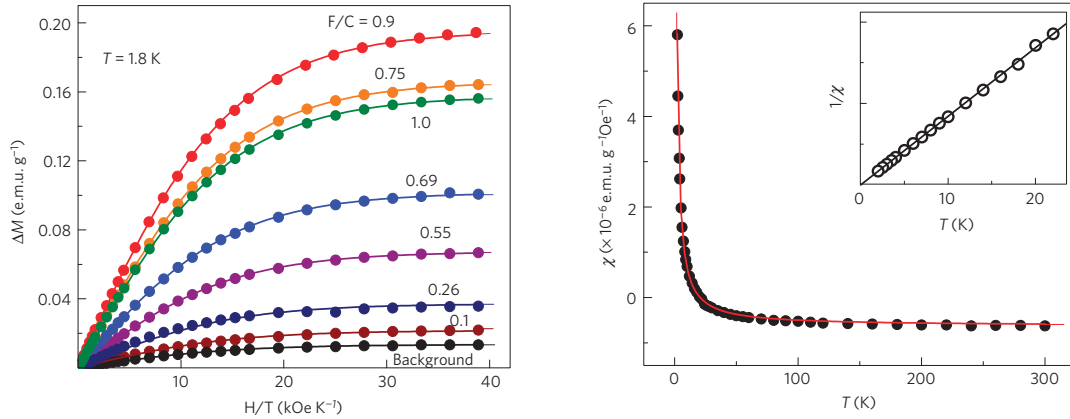 0.20
0.16
0.12
0.08
0.04
ΔM (e.m.u. g⁻¹)
T = 1.8 K
F/C = 0.9
0.75
1.0
0.69
0.55
0.26
0.1
Background
10 20 30 40
H/T (kOe K⁻¹)
6
4
2
0
χ (× 10⁻⁶ e.m.u. g⁻¹Oe⁻¹)
0 100 200 300
T (K)
1/χ
0 10 20
T (K)